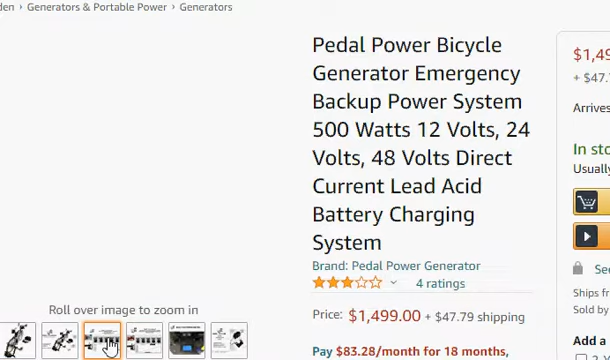 den › Generators & Portable Power › Generators
Pedal Power Bicycle
Generator Emergency
Backup Power System
500 Watts 12 Volts, 24
Volts, 48 Volts Direct
Current Lead Acid
Battery Charging
System
Brand: Pedal Power Generator
4 ratings
Price: $1,499.00 + $47.79 shipping
Pay $83.28/month for 18 months,
Roll over image to zoom in
$1,49
+ $47.
Arrives
In sto
Usually
See
Ships fr
Sold by
Add a